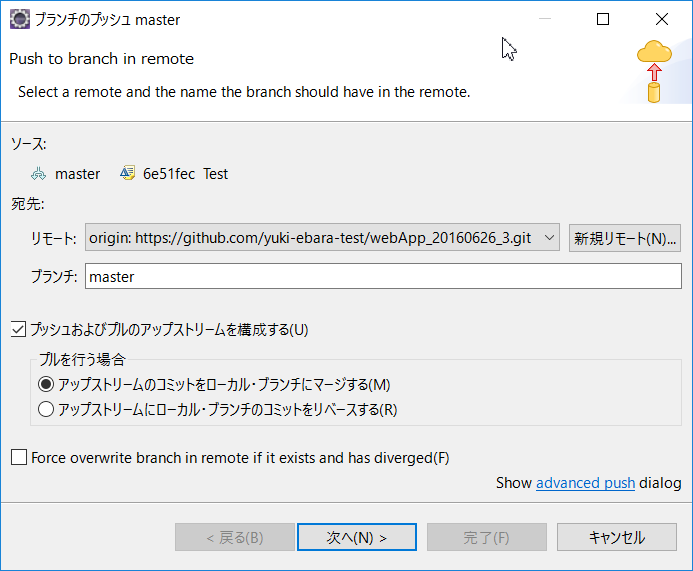 ブランチのプッシュ master
Push to branch in remote
Select a remote and the name the branch should have in the remote.
ソース:
master 6e51fec Test
宛先:
リモート: origin: https://github.com/yuki-ebara-test/webApp_20160626_3.git 新規リモート(N)...
ブランチ: master
プッシュおよびプルのアップストリームを構成する(U)
プルを行う場合
アップストリームのコミットをローカル・ブランチにマージする(M)
アップストリームにローカル・ブランチのコミットをリベースする(R)
Force overwrite branch in remote if it exists and has diverged(F)
Show advanced push dialog
< 戻る(B) 次へ(N) > 完了(F) キャンセル